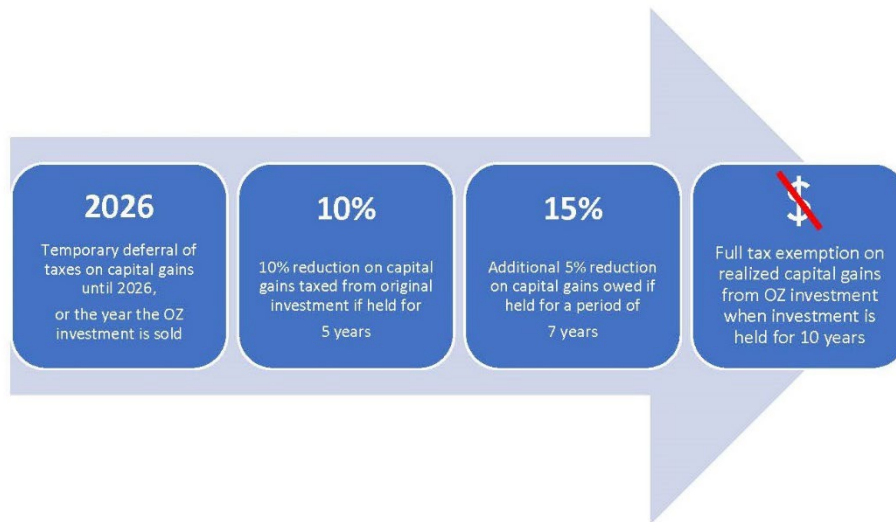 2026
Temporary deferral of
taxes on capital gains
until 2026,
or the year the OZ
investment is sold
10%
10% reduction on capital
gains taxed from original
investment if held for
5 years
15%
Additional 5% reduction
on capital gains owed if
held for a period of
7 years
$
Full tax exemption on
realized capital gains
from OZ investment
when investment is
held for 10 years